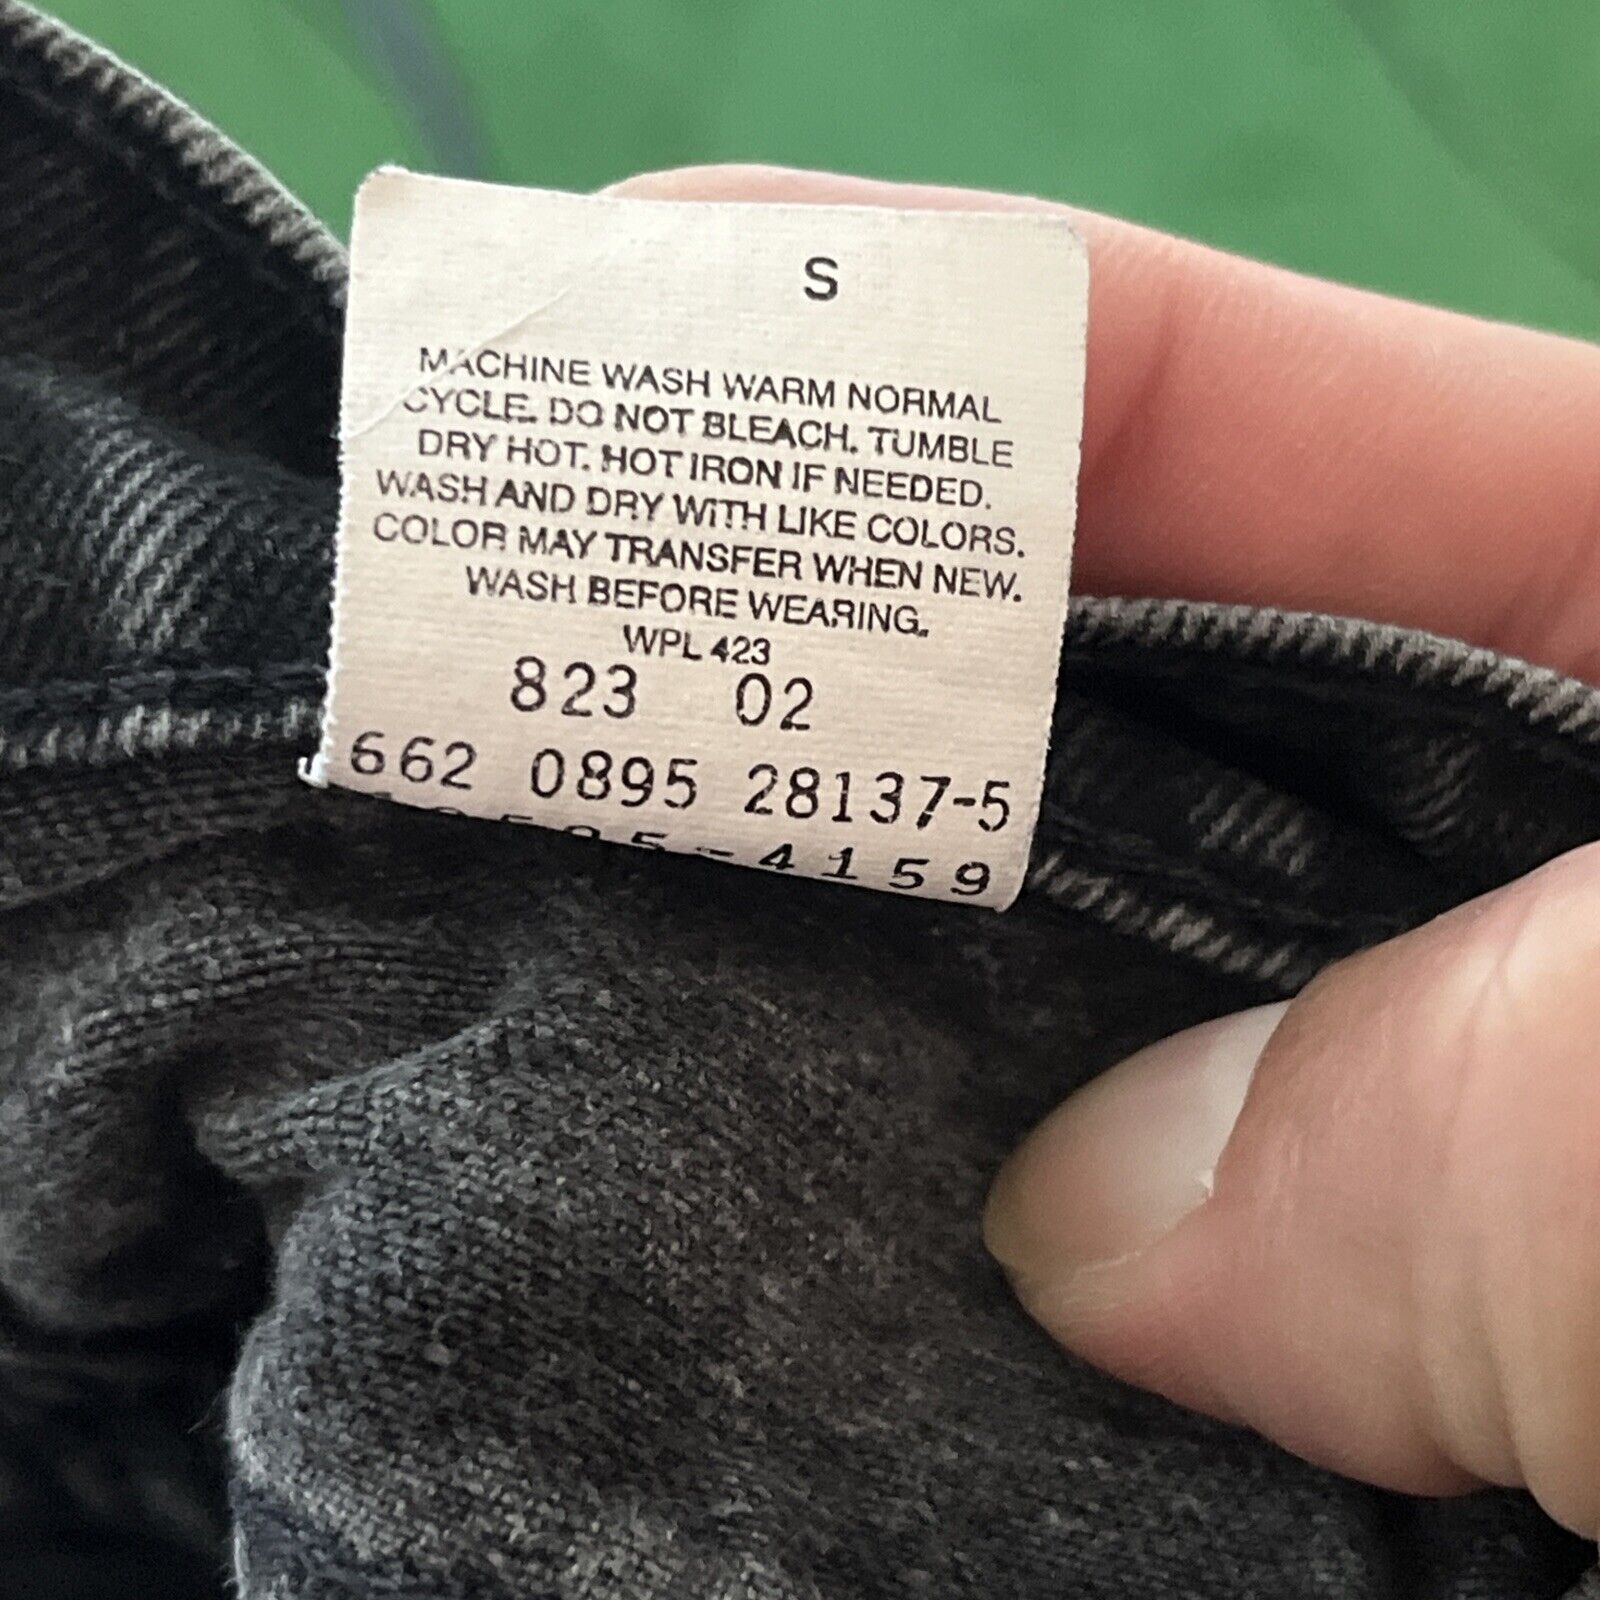 S
MACHINE WASH WARM NORMAL
CYCLE. DO NOT BLEACH. TUMBLE
DRY HOT. HOT IRON IF NEEDED.
WASH AND DRY WITH LIKE COLORS.
COLOR MAY TRANSFER WHEN NEW.
WASH BEFORE WEARING.
WPL 423
823 02
662 0895 28137-5
-4159